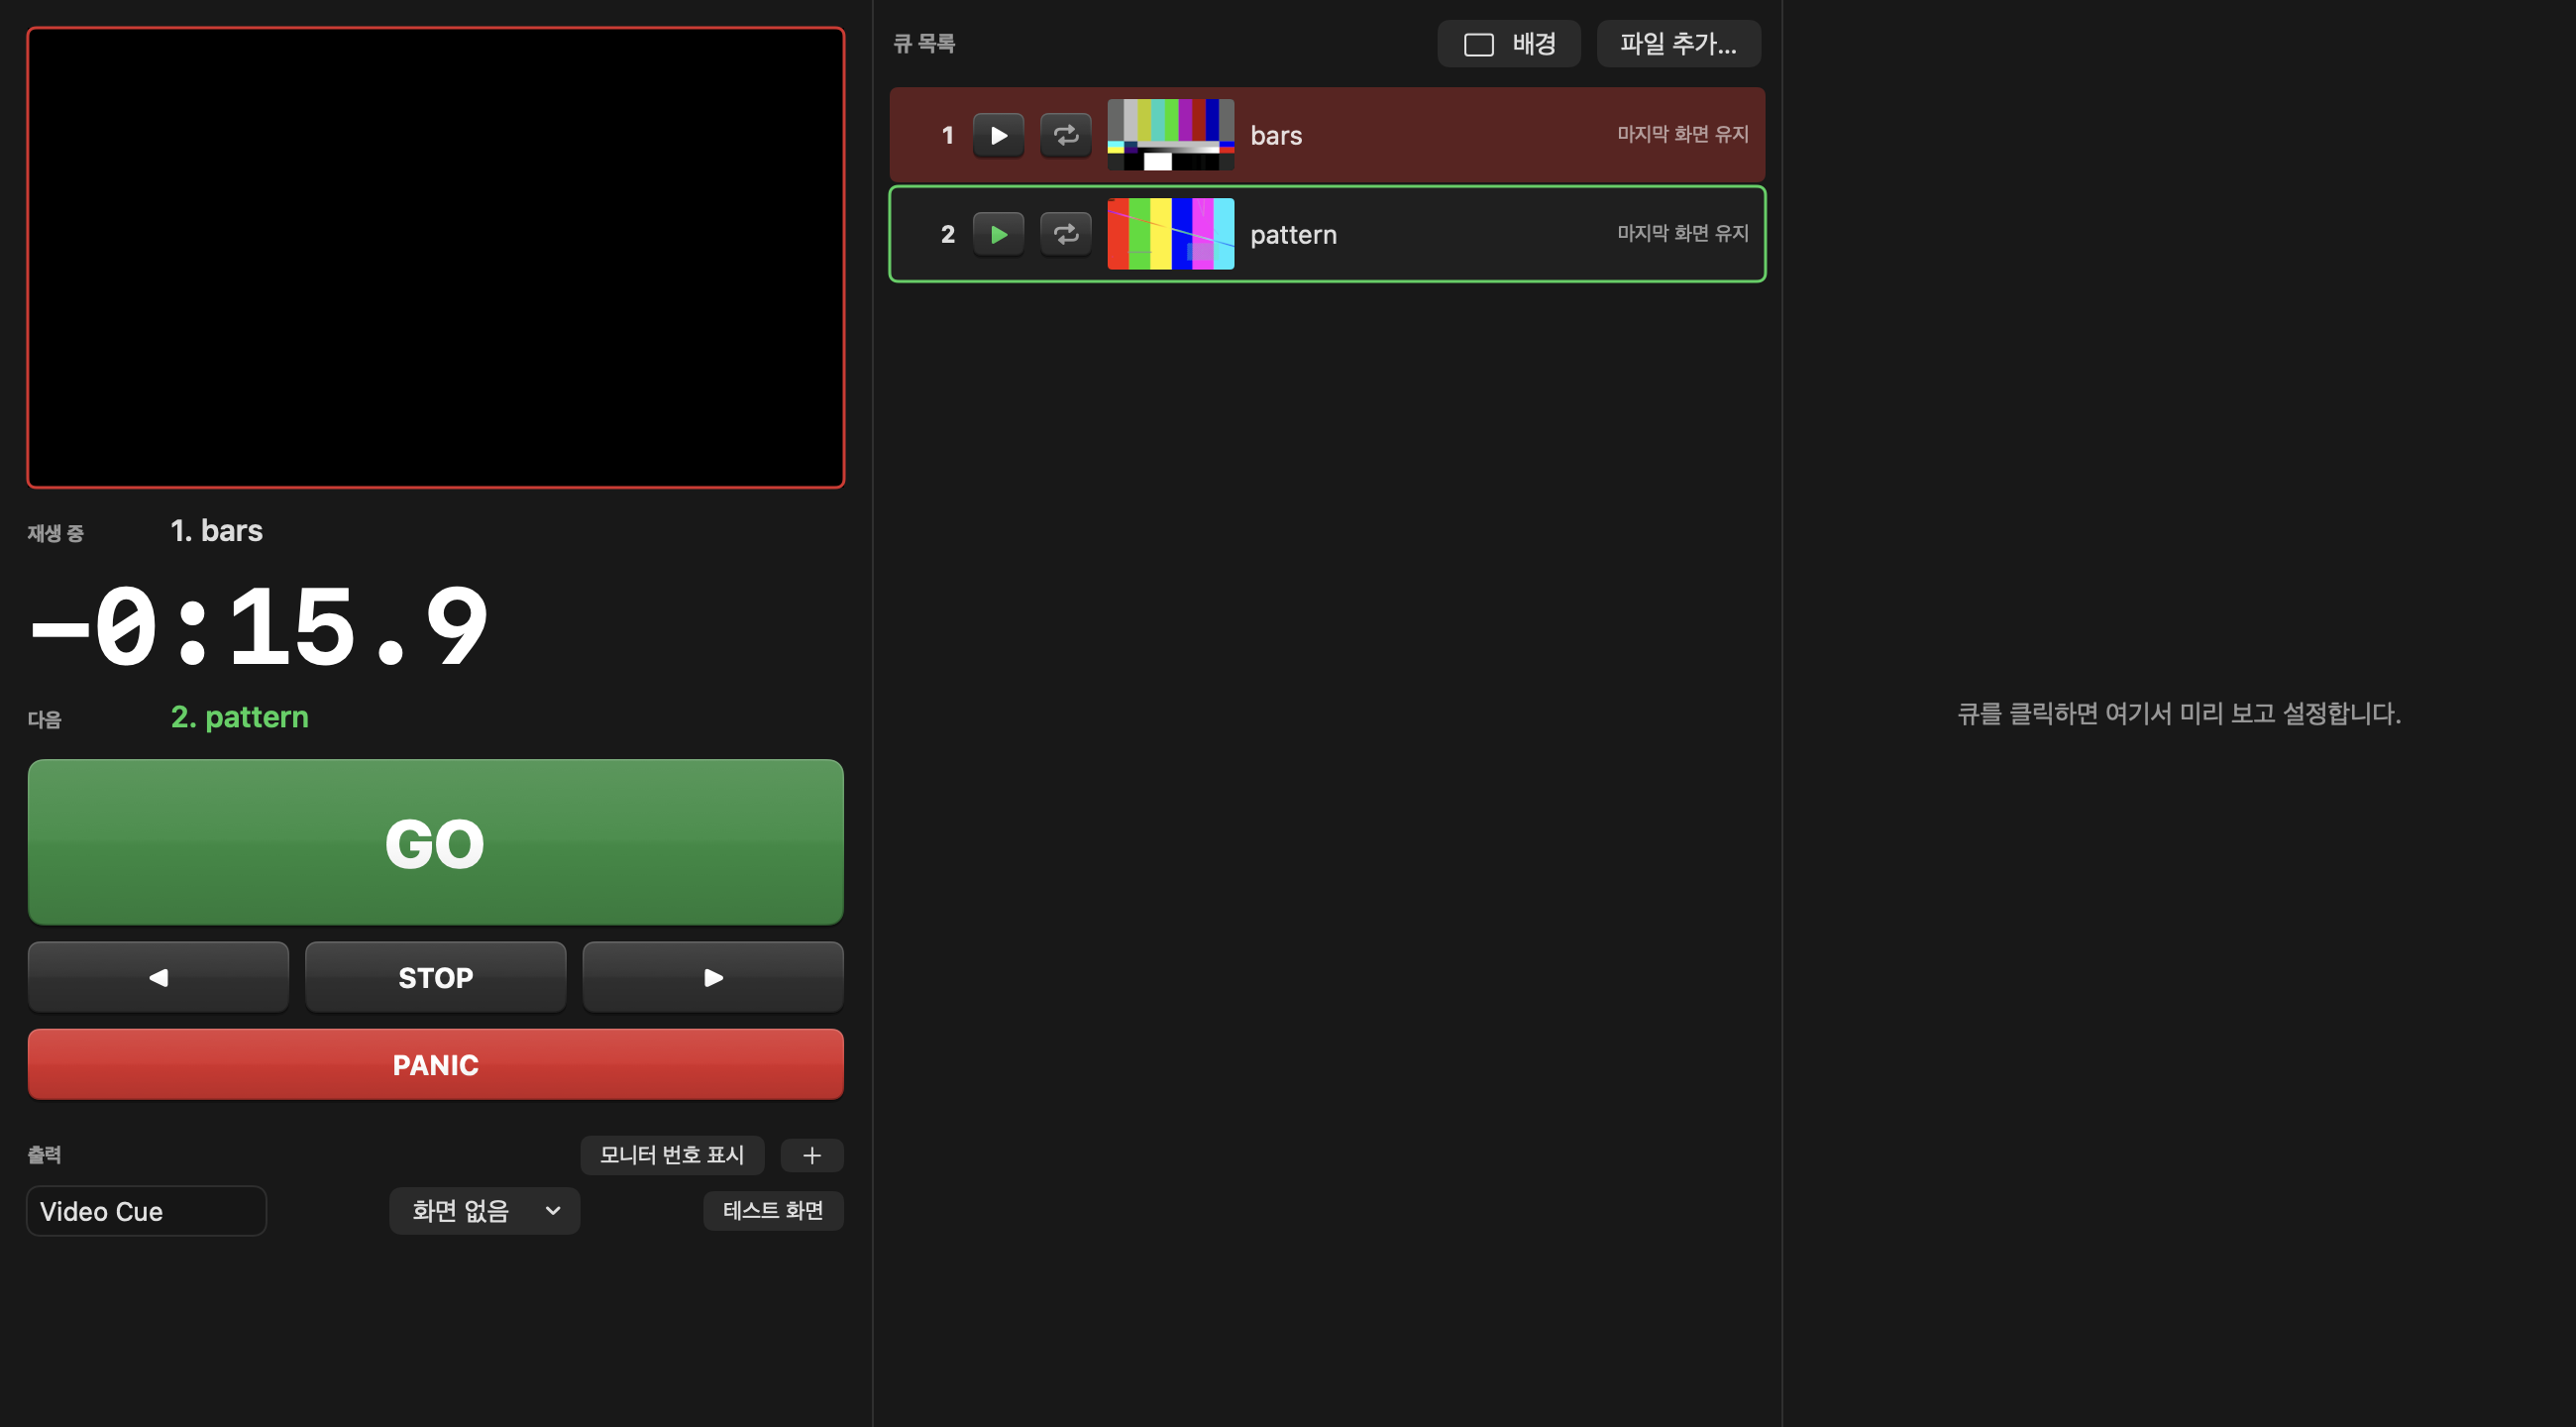 재생 중
1. bars
-0:15.9
다음
2. pattern
GO
STOP
PANIC
출력
모니터 번호 표시
+
Video Cue
화면 없음
테스트 화면
큐 목록
배경
파일 추가...
1
bars
마지막 화면 유지
2
pattern
마지막 화면 유지
큐를 클릭하면 여기서 미리 보고 설정합니다.